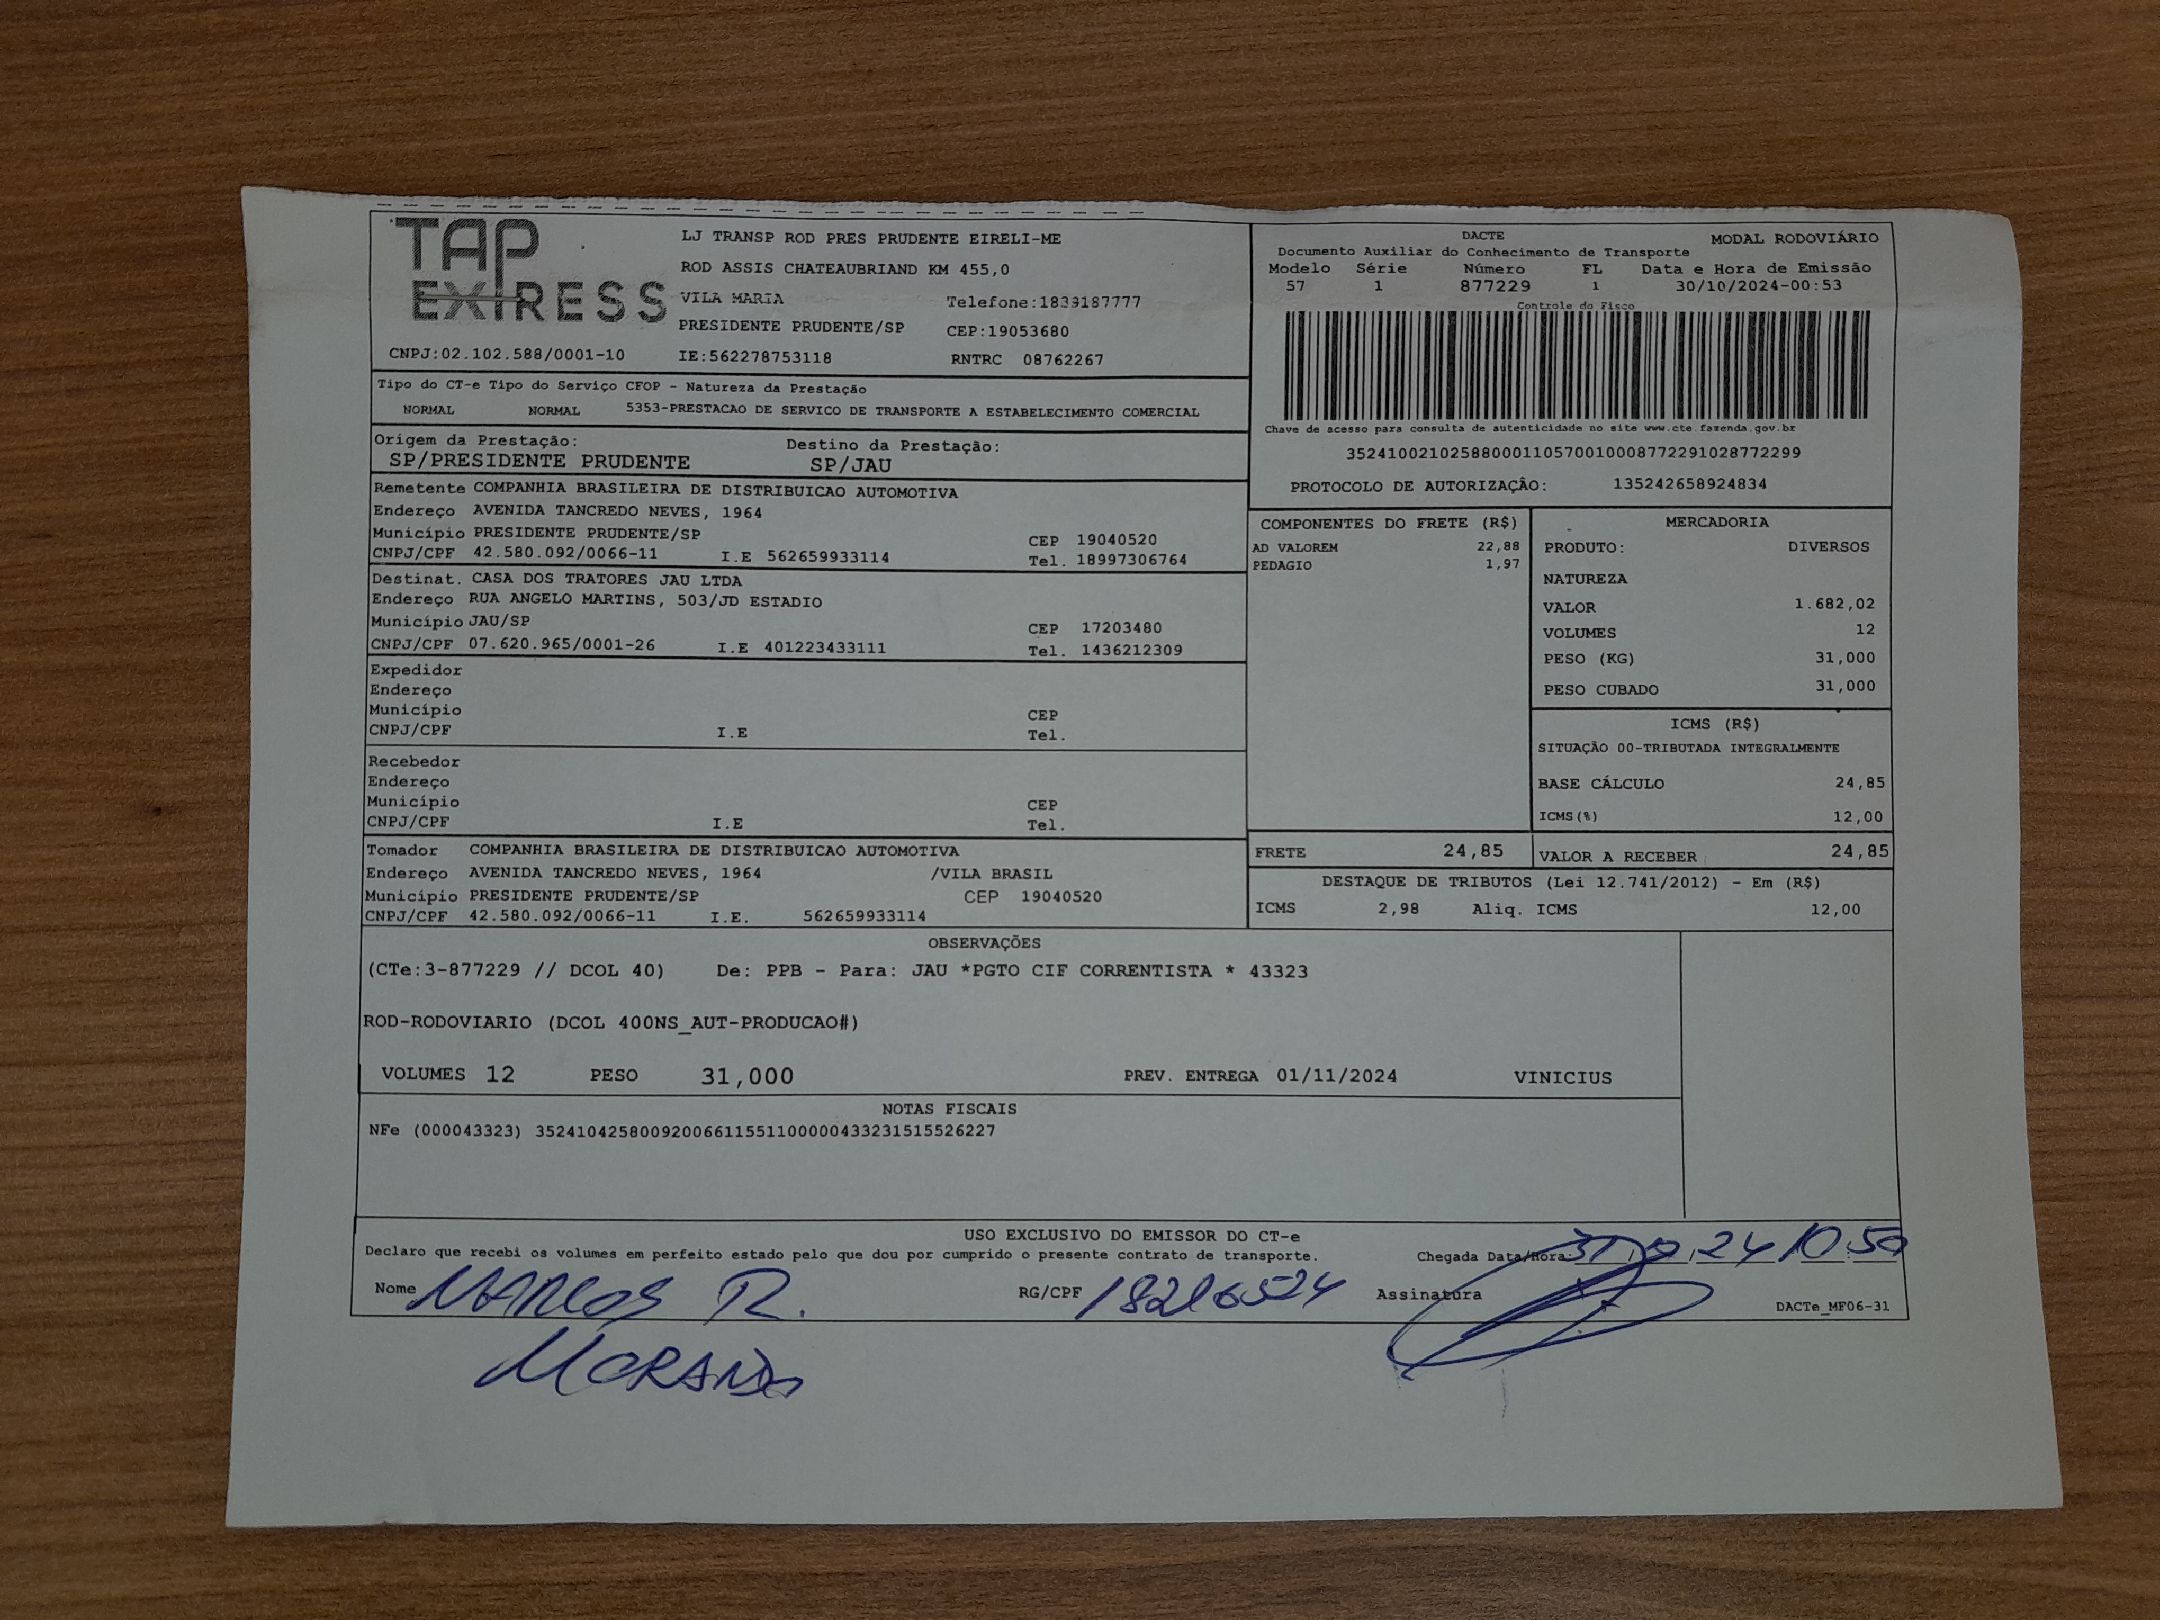 TAP
EXPRESS
LJ TRANSP ROD PRES PRUDENTE EIRELI-ME
ROD ASSIS CHATEAUBRIAND KM 455,0
VILA MARIA Telefone:1839187777
PRESIDENTE PRUDENTE/SP CEP:19053680
CNPJ:02.102.588/0001-10 IE:562278753118 RNTRC 08762267
DACTE MODAL RODOVIÁRIO
Documento Auxiliar do Conhecimento de Transporte
Modelo Série Número FL Data e Hora de Emissão
57 1 877229 1 30/10/2024-00:53
Controle do Fisco
Chave de acesso para consulta de autenticidade no site www.cte.fazenda.gov.br
35241002102588000110570010008772291028772299
PROTOCOLO DE AUTORIZAÇÃO: 135242658924834
Tipo do CT-e Tipo do Serviço CFOP - Natureza da Prestação
NORMAL NORMAL 5353-PRESTACAO DE SERVICO DE TRANSPORTE A ESTABELECIMENTO COMERCIAL
Origem da Prestação: Destino da Prestação:
SP/PRESIDENTE PRUDENTE SP/JAU
Remetente COMPANHIA BRASILEIRA DE DISTRIBUICAO AUTOMOTIVA
Endereço AVENIDA TANCREDO NEVES, 1964
Município PRESIDENTE PRUDENTE/SP CEP 19040520
CNPJ/CPF 42.580.092/0066-11 I.E 562659933114 Tel. 18997306764
Destinat. CASA DOS TRATORES JAU LTDA
Endereço RUA ANGELO MARTINS, 503/JD ESTADIO
Município JAU/SP CEP 17203480
CNPJ/CPF 07.620.965/0001-26 I.E 401223433111 Tel. 1436212309
Expedidor
Endereço
Município CEP
CNPJ/CPF I.E Tel.
Recebedor
Endereço
Município CEP
CNPJ/CPF I.E Tel.
Tomador COMPANHIA BRASILEIRA DE DISTRIBUICAO AUTOMOTIVA
Endereço AVENIDA TANCREDO NEVES, 1964 /VILA BRASIL
Município PRESIDENTE PRUDENTE/SP CEP 19040520
CNPJ/CPF 42.580.092/0066-11 I.E. 562659933114
COMPONENTES DO FRETE (R$)
AD VALOREM 22,88
PEDAGIO 1,97
MERCADORIA
PRODUTO: DIVERSOS
NATUREZA
VALOR 1.682,02
VOLUMES 12
PESO (KG) 31,000
PESO CUBADO 31,000
ICMS (R$)
SITUAÇÃO 00-TRIBUTADA INTEGRALMENTE
BASE CÁLCULO 24,85
ICMS(%) 12,00
FRETE 24,85 VALOR A RECEBER 24,85
DESTAQUE DE TRIBUTOS (Lei 12.741/2012) - Em (R$)
ICMS 2,98 Aliq. ICMS 12,00
OBSERVAÇÕES
(CTe:3-877229 // DCOL 40) De: PPB - Para: JAU *PGTO CIF CORRENTISTA * 43323
ROD-RODOVIARIO (DCOL 400NS_AUT-PRODUCAO#)
VOLUMES 12 PESO 31,000 PREV. ENTREGA 01/11/2024 VINICIUS
NOTAS FISCAIS
NFe (000043323) 35241042580092006611551100000433231515526227
USO EXCLUSIVO DO EMISSOR DO CT-e
Declaro que recebi os volumes em perfeito estado pelo que dou por cumprido o presente contrato de transporte. Chegada Data/Hora: 31 10 24 10 50
Nome MARCOS R. RG/CPF 18216524 Assinatura
DACTe_MF06-31
MORANDO